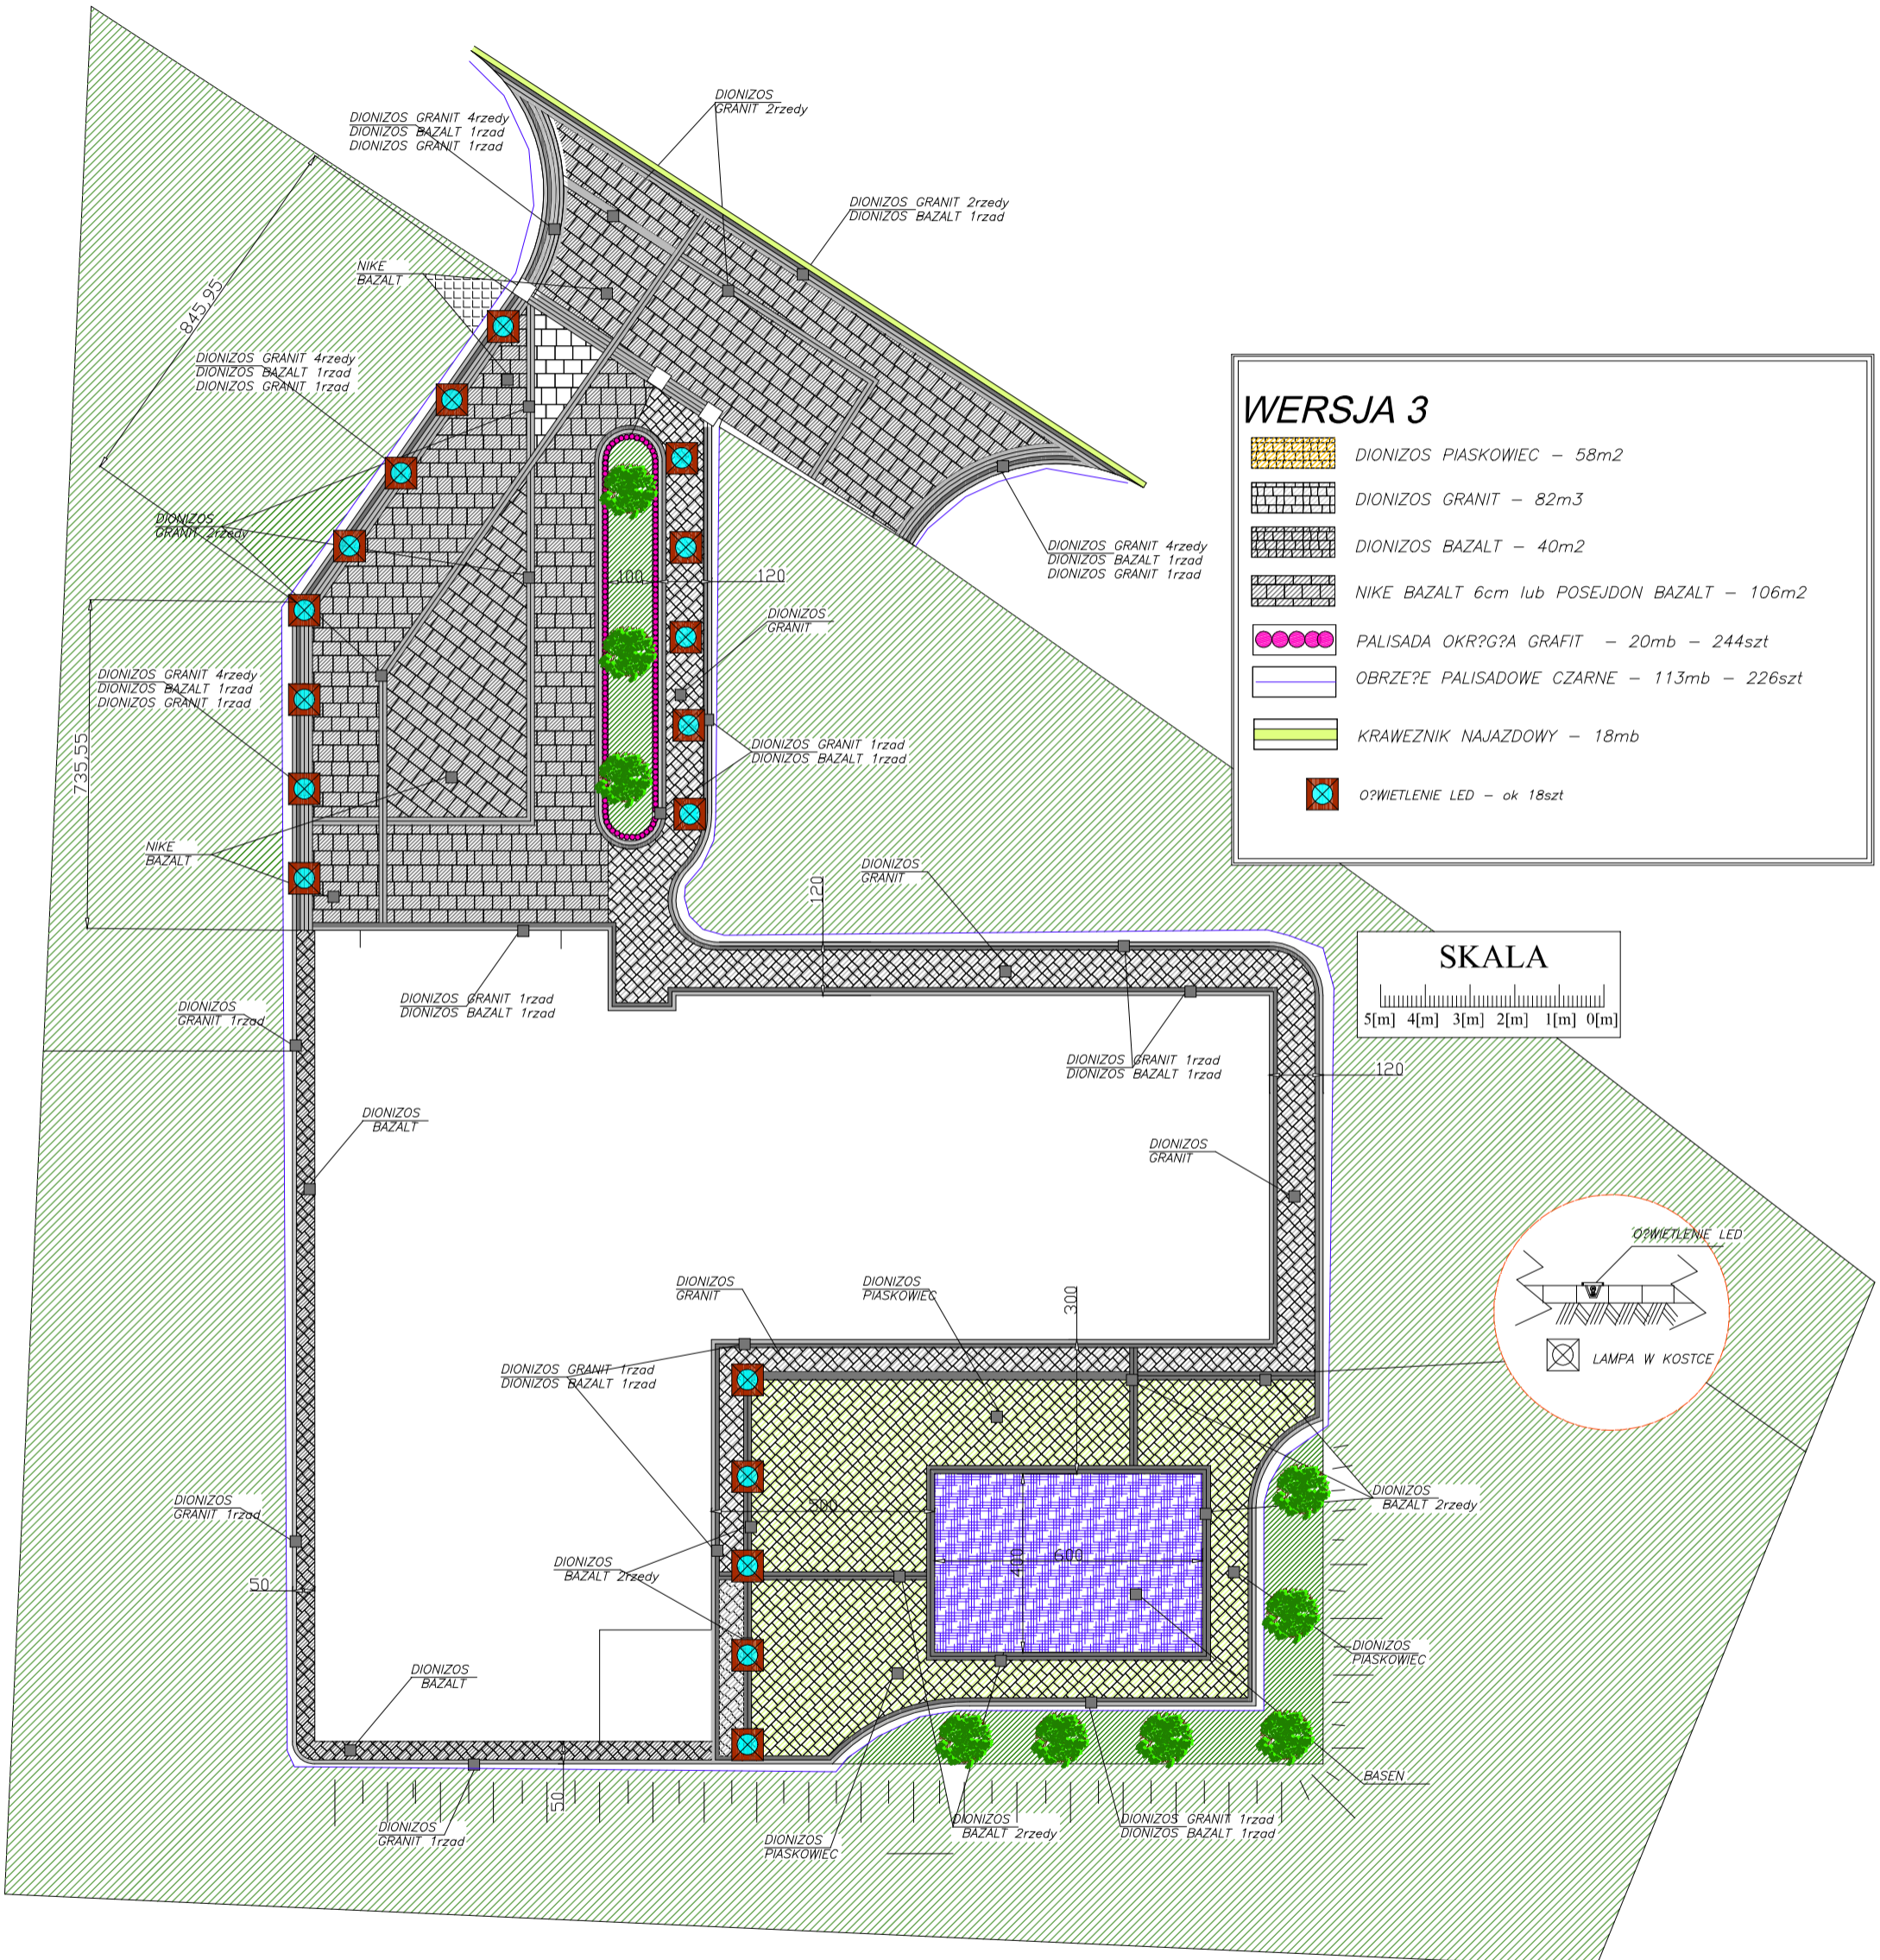 DIONIZOS
GRANIT 2rzedy
DIONIZOS GRANIT 4rzedy
DIONIZOS BAZALT 1rzad
DIONIZOS GRANIT 1rzad
DIONIZOS GRANIT 2rzedy
DIONIZOS BAZALT 1rzad
NIKE
BAZALT
845,95
DIONIZOS GRANIT 4rzedy
DIONIZOS BAZALT 1rzad
DIONIZOS GRANIT 1rzad
WERSJA 3
DIONIZOS PIASKOWIEC - 58m2
DIONIZOS GRANIT - 82m3
DIONIZOS BAZALT - 40m2
NIKE BAZALT 6cm lub POSEJDON BAZALT - 106m2
PALISADA OKR?G?A GRAFIT - 20mb - 244szt
OBRZE?E PALISADOWE CZARNE - 113mb - 226szt
KRAWEZNIK NAJAZDOWY - 18mb
O?WIETLENIE LED - ok 18szt
DIONIZOS
GRANIT 2rzedy
DIONIZOS GRANIT 4rzedy
DIONIZOS BAZALT 1rzad
DIONIZOS GRANIT 1rzad
100
120
DIONIZOS
GRANIT
DIONIZOS GRANIT 4rzedy
DIONIZOS BAZALT 1rzad
DIONIZOS GRANIT 1rzad
735,55
DIONIZOS GRANIT 1rzad
DIONIZOS BAZALT 1rzad
NIKE
BAZALT
DIONIZOS
GRANIT
120
SKALA
5[m] 4[m] 3[m] 2[m] 1[m] 0[m]
DIONIZOS
GRANIT 1rzad
DIONIZOS GRANIT 1rzad
DIONIZOS BAZALT 1rzad
DIONIZOS GRANIT 1rzad
DIONIZOS BAZALT 1rzad
120
DIONIZOS
BAZALT
DIONIZOS
GRANIT
O?WIETLENIE LED
LAMPA W KOSTCE
DIONIZOS
GRANIT
DIONIZOS
PIASKOWIEC
300
DIONIZOS GRANIT 1rzad
DIONIZOS BAZALT 1rzad
DIONIZOS
GRANIT 1rzad
500
DIONIZOS
BAZALT 2rzedy
400
600
DIONIZOS
BAZALT 2rzedy
50
DIONIZOS
PIASKOWIEC
DIONIZOS
BAZALT
BASEN
50
DIONIZOS
GRANIT 1rzad
DIONIZOS
PIASKOWIEC
DIONIZOS
BAZALT 2rzedy
DIONIZOS GRANIT 1rzad
DIONIZOS BAZALT 1rzad